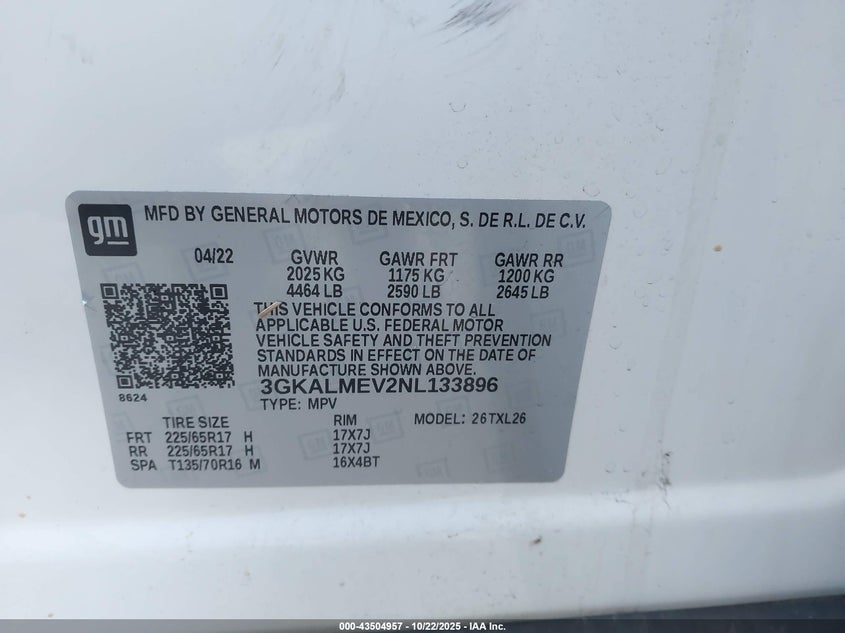 gm
MFD BY GENERAL MOTORS DE MEXICO, S. DE R.L. DE C.V.
04/22 GVWR GAWR FRT GAWR RR
2025 KG 1175 KG 1200 KG
4464 LB 2590 LB 2645 LB
THIS VEHICLE CONFORMS TO ALL
APPLICABLE U.S. FEDERAL MOTOR
VEHICLE SAFETY AND THEFT PREVENTION
STANDARDS IN EFFECT ON THE DATE OF
MANUFACTURE SHOWN ABOVE.
3GKALMEV2NL133896
8624
TYPE: MPV
TIRE SIZE RIM MODEL: 26TXL26
FRT 225/65R17 H 17X7J
RR 225/65R17 H 17X7J
SPA T135/70R16 M 16X4BT
000-43504957 - 10/22/2025 - IAA Inc.